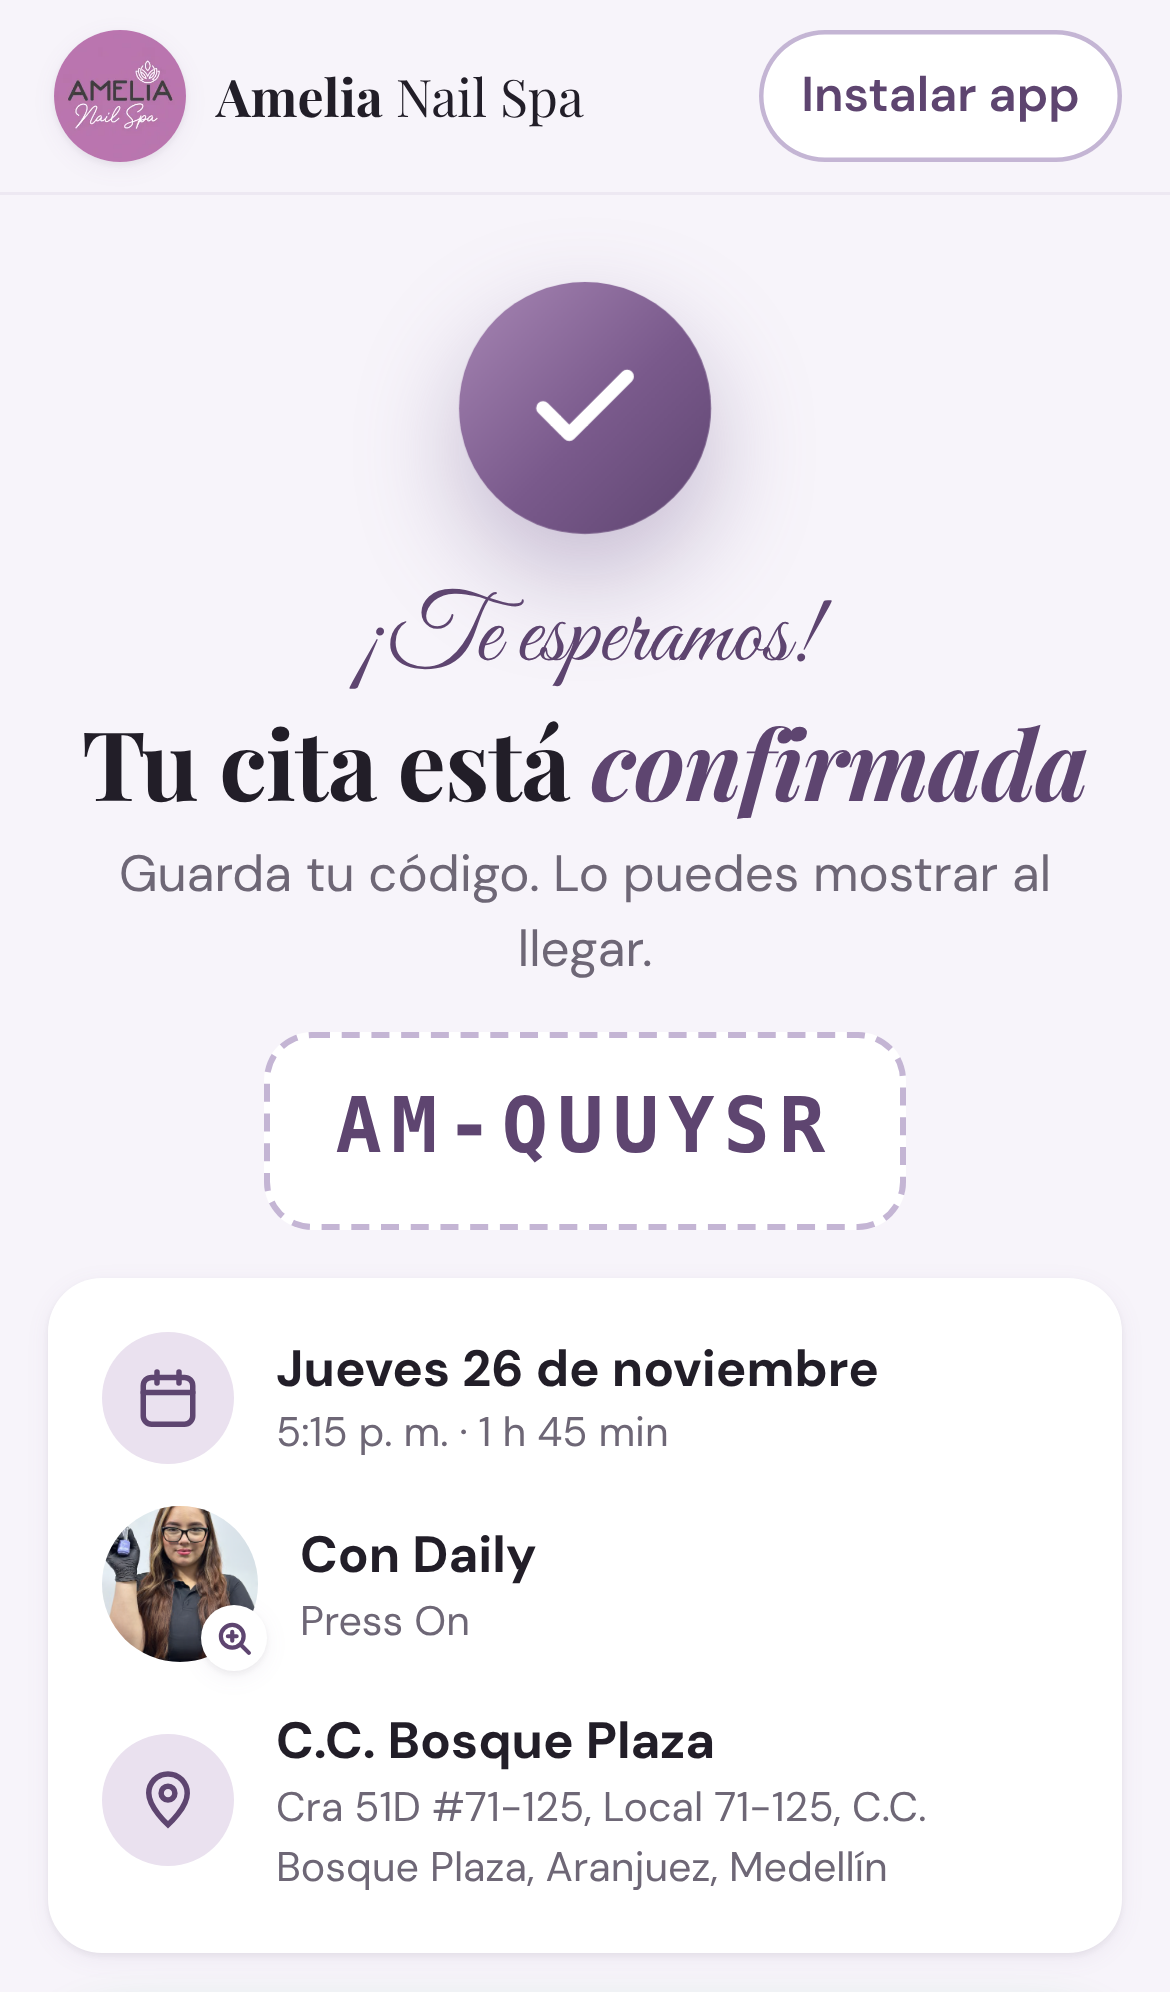 AMELIA
Nail Spa
Amelia Nail Spa
Instalar app
¡Te esperamos!
Tu cita está confirmada
Guarda tu código. Lo puedes mostrar al
llegar.
AM-QUUYSR
Jueves 26 de noviembre
5:15 p. m. · 1 h 45 min
Con Daily
Press On
C.C. Bosque Plaza
Cra 51D #71-125, Local 71-125, C.C.
Bosque Plaza, Aranjuez, Medellín